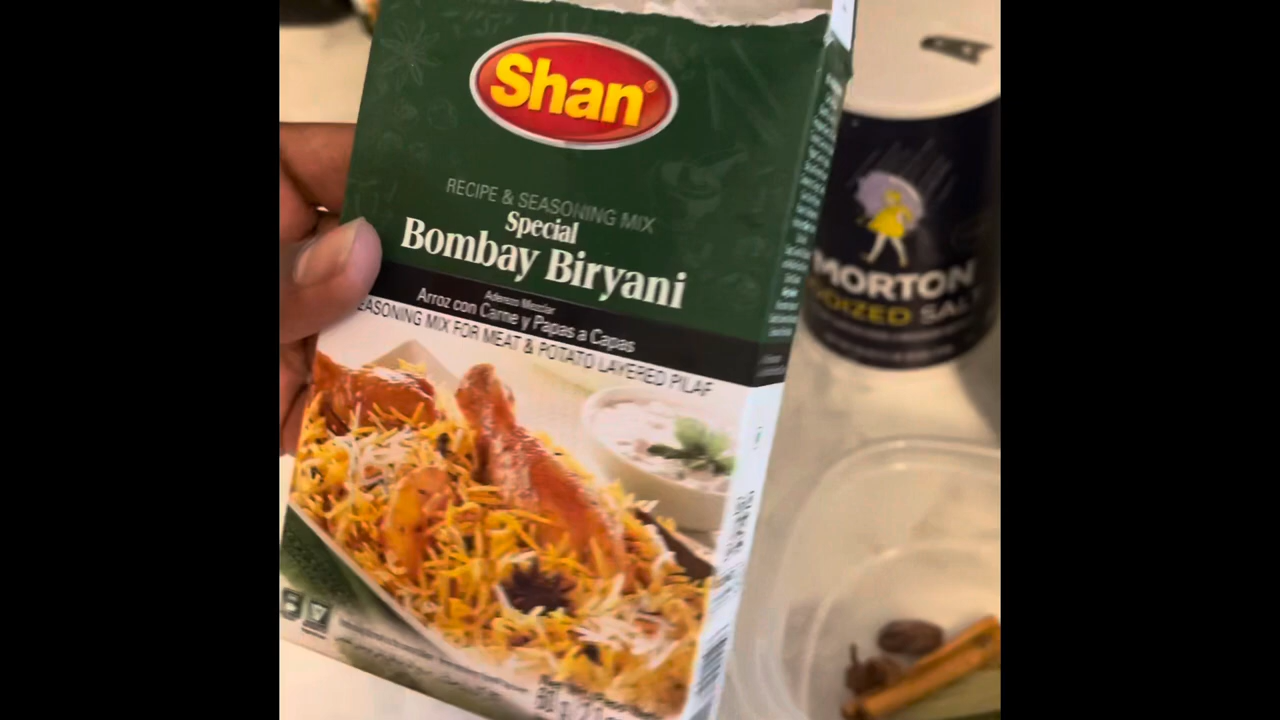 Shan®
RECIPE & SEASONING MIX
Special
Bombay Biryani
Aderezo Mezclar
Arroz con Carne y Papas a Capas
SEASONING MIX FOR MEAT & POTATO LAYERED PILAF
MORTON
IODIZED SALT